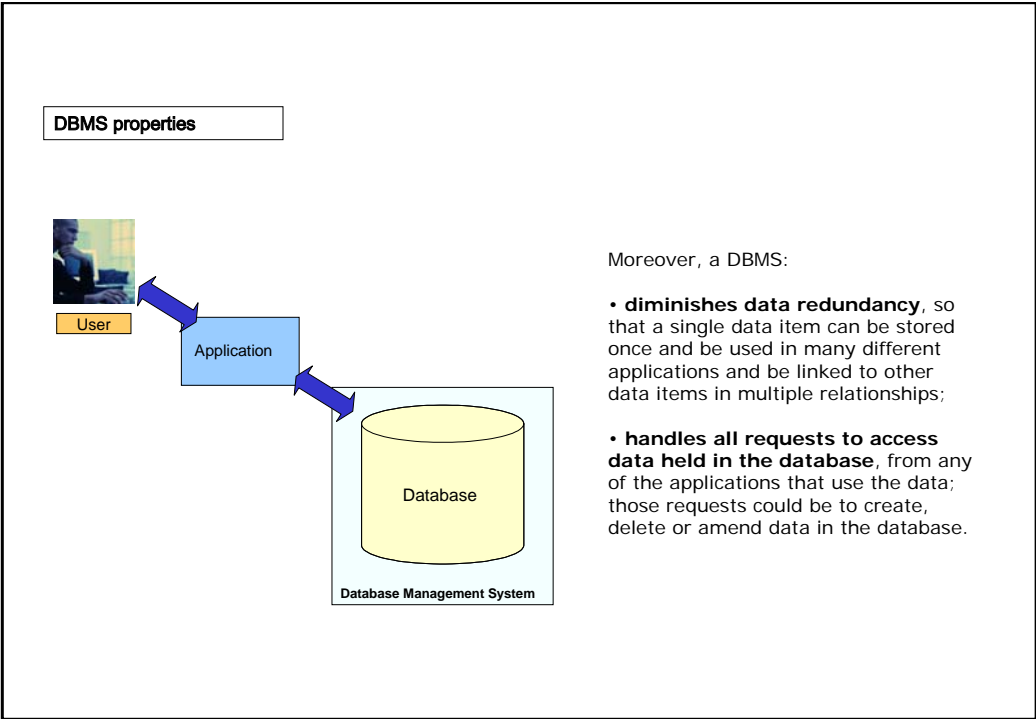 DBMS properties
User
Application
Database
Database Management System
Moreover, a DBMS:
• diminishes data redundancy, so
that a single data item can be stored
once and be used in many different
applications and be linked to other
data items in multiple relationships;
• handles all requests to access
data held in the database, from any
of the applications that use the data;
those requests could be to create,
delete or amend data in the database.